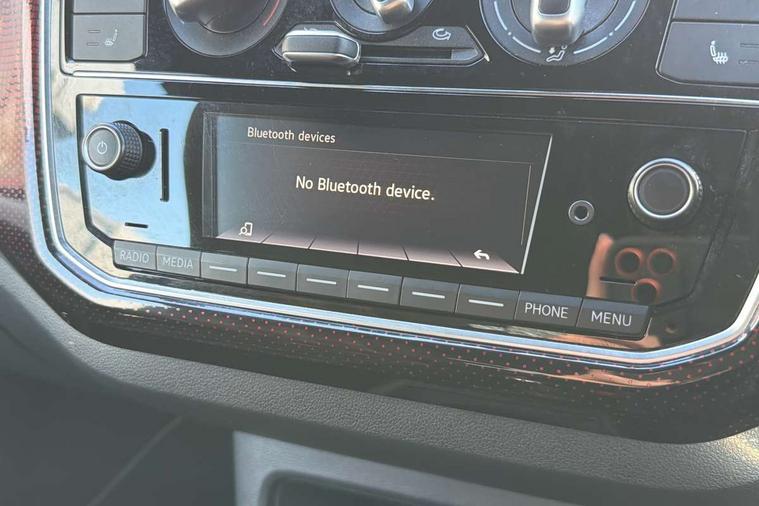 Bluetooth devices
No Bluetooth device.
RADIO
MEDIA
PHONE
MENU